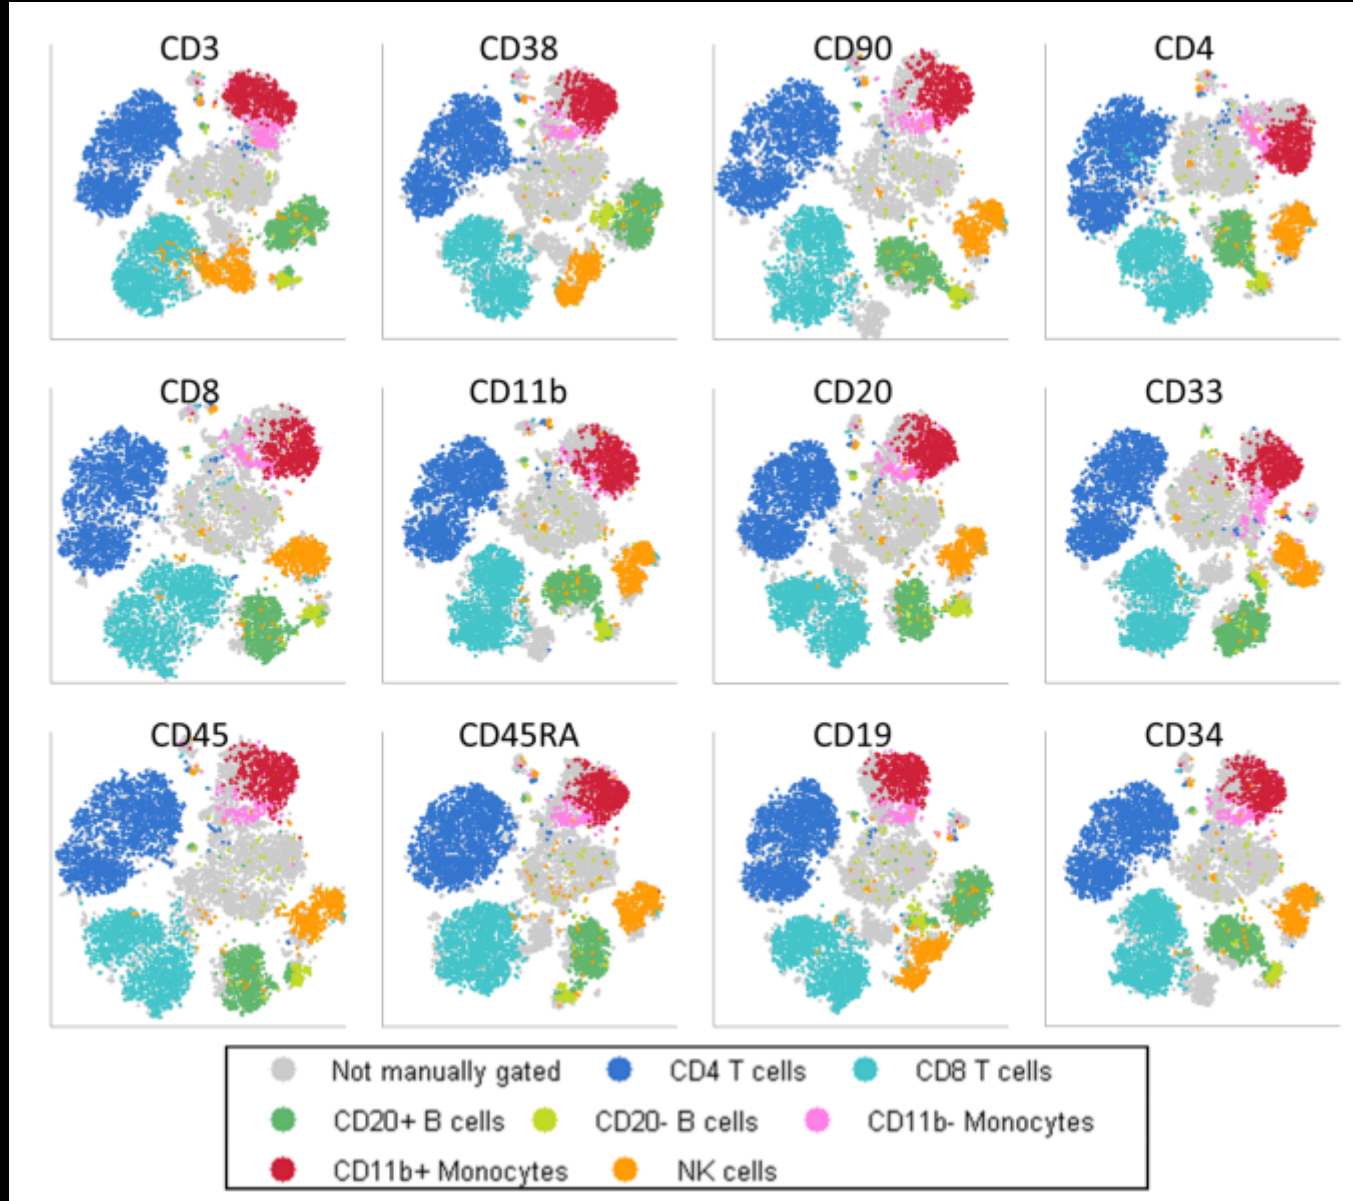 CD3 CD38 CD90 CD4
CD8 CD11b CD20 CD33
CD45 CD45RA CD19 CD34
Not manually gated CD4 T cells CD8 T cells
CD20+ B cells CD20- B cells CD11b- Monocytes
CD11b+ Monocytes NK cells